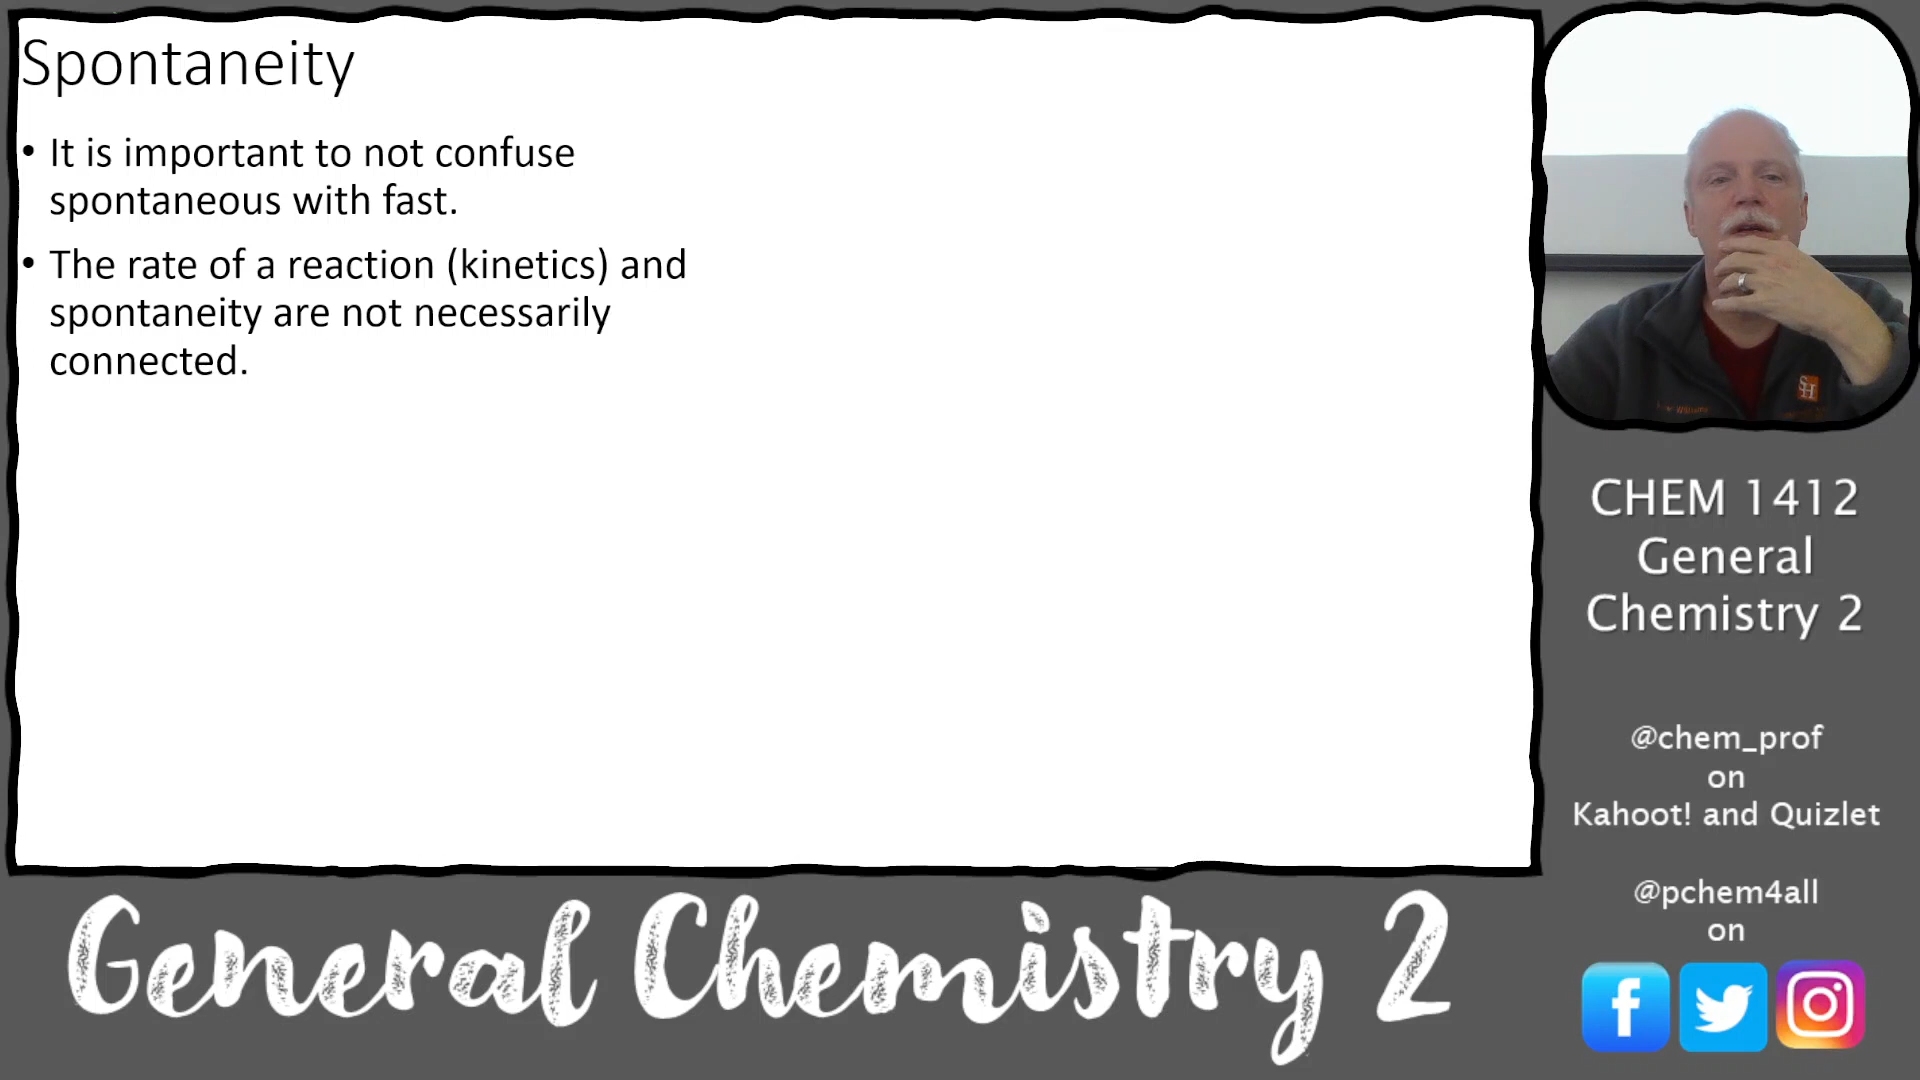 Spontaneity
• It is important to not confuse
spontaneous with fast.
• The rate of a reaction (kinetics) and
spontaneity are not necessarily
connected.
SH
CHEM 1412
General
Chemistry 2
@chem_prof
on
Kahoot! and Quizlet
@pchem4all
on
General Chemistry 2